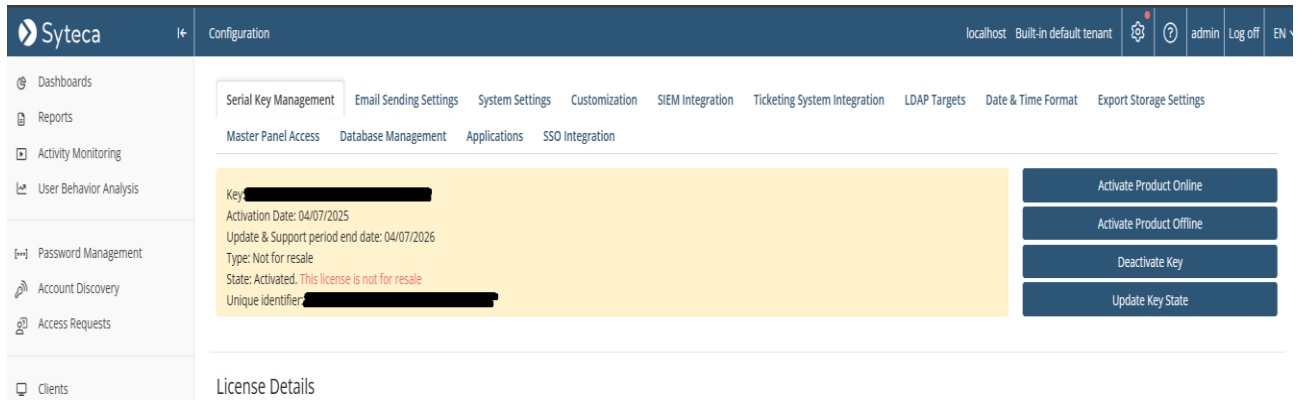 Syteca
Configuration
localhost Built-in default tenant admin Log off EN
Dashboards
Reports
Activity Monitoring
User Behavior Analysis
Password Management
Account Discovery
Access Requests
Clients
Serial Key Management Email Sending Settings System Settings Customization SIEM Integration Ticketing System Integration LDAP Targets Date & Time Format Export Storage Settings
Master Panel Access Database Management Applications SSO Integration
Key:
Activation Date: 04/07/2025
Update & Support period end date: 04/07/2026
Type: Not for resale
State: Activated. This license is not for resale
Unique identifier:
Activate Product Online
Activate Product Offline
Deactivate Key
Update Key State
License Details